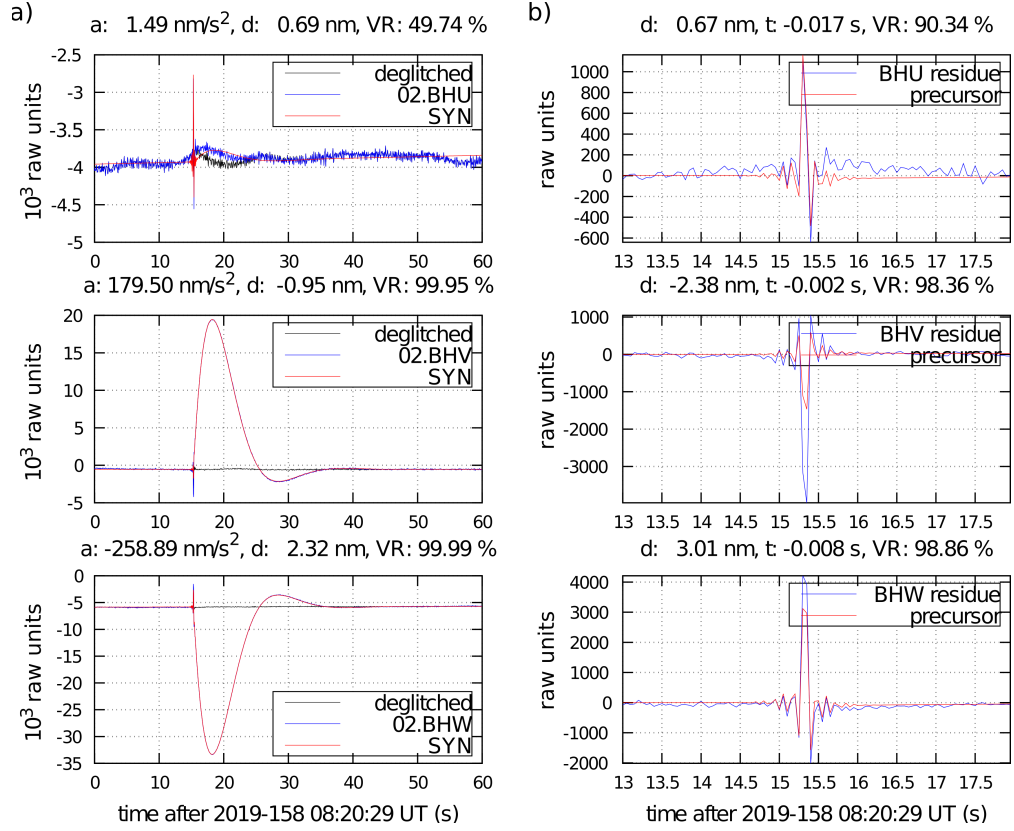 a)
a: 1.49 nm/s², d: 0.69 nm, VR: 49.74 %
-2.5
-3
-3.5
-4
-4.5
-5
10³ raw units
deglitched
02.BHU
SYN
0 10 20 30 40 50 60
a: 179.50 nm/s², d: -0.95 nm, VR: 99.95 %
20
15
10
5
0
-5
10³ raw units
deglitched
02.BHV
SYN
0 10 20 30 40 50 60
a: -258.89 nm/s², d: 2.32 nm, VR: 99.99 %
0
-5
-10
-15
-20
-25
-30
-35
10³ raw units
deglitched
02.BHW
SYN
0 10 20 30 40 50 60
time after 2019-158 08:20:29 UT (s)
b)
d: 0.67 nm, t: -0.017 s, VR: 90.34 %
1000
800
600
400
200
0
-200
-400
-600
raw units
BHU residue
precursor
13 13.5 14 14.5 15 15.5 16 16.5 17 17.5
d: -2.38 nm, t: -0.002 s, VR: 98.36 %
1000
0
-1000
-2000
-3000
raw units
BHV residue
precursor
13 13.5 14 14.5 15 15.5 16 16.5 17 17.5
d: 3.01 nm, t: -0.008 s, VR: 98.86 %
4000
3000
2000
1000
0
-1000
-2000
raw units
BHW residue
precursor
13 13.5 14 14.5 15 15.5 16 16.5 17 17.5
time after 2019-158 08:20:29 UT (s)